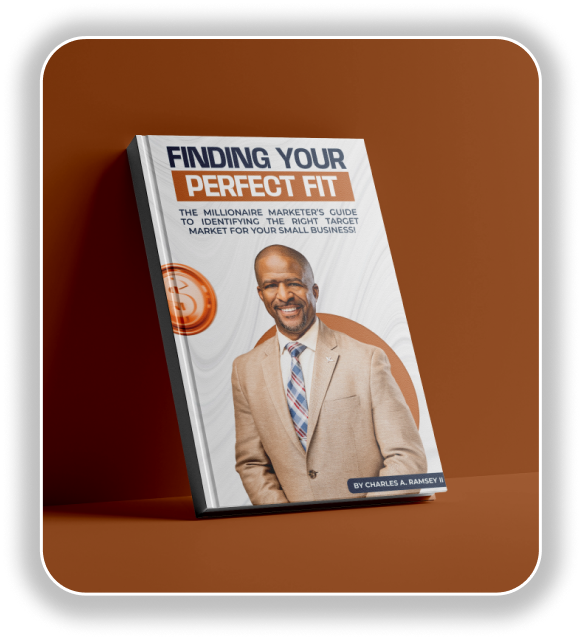 FINDING YOUR
PERFECT FIT
THE MILLIONAIRE MARKETER'S GUIDE
TO IDENTIFYING THE RIGHT TARGET
MARKET FOR YOUR SMALL BUSINESS!
BY CHARLES A. RAMSEY II